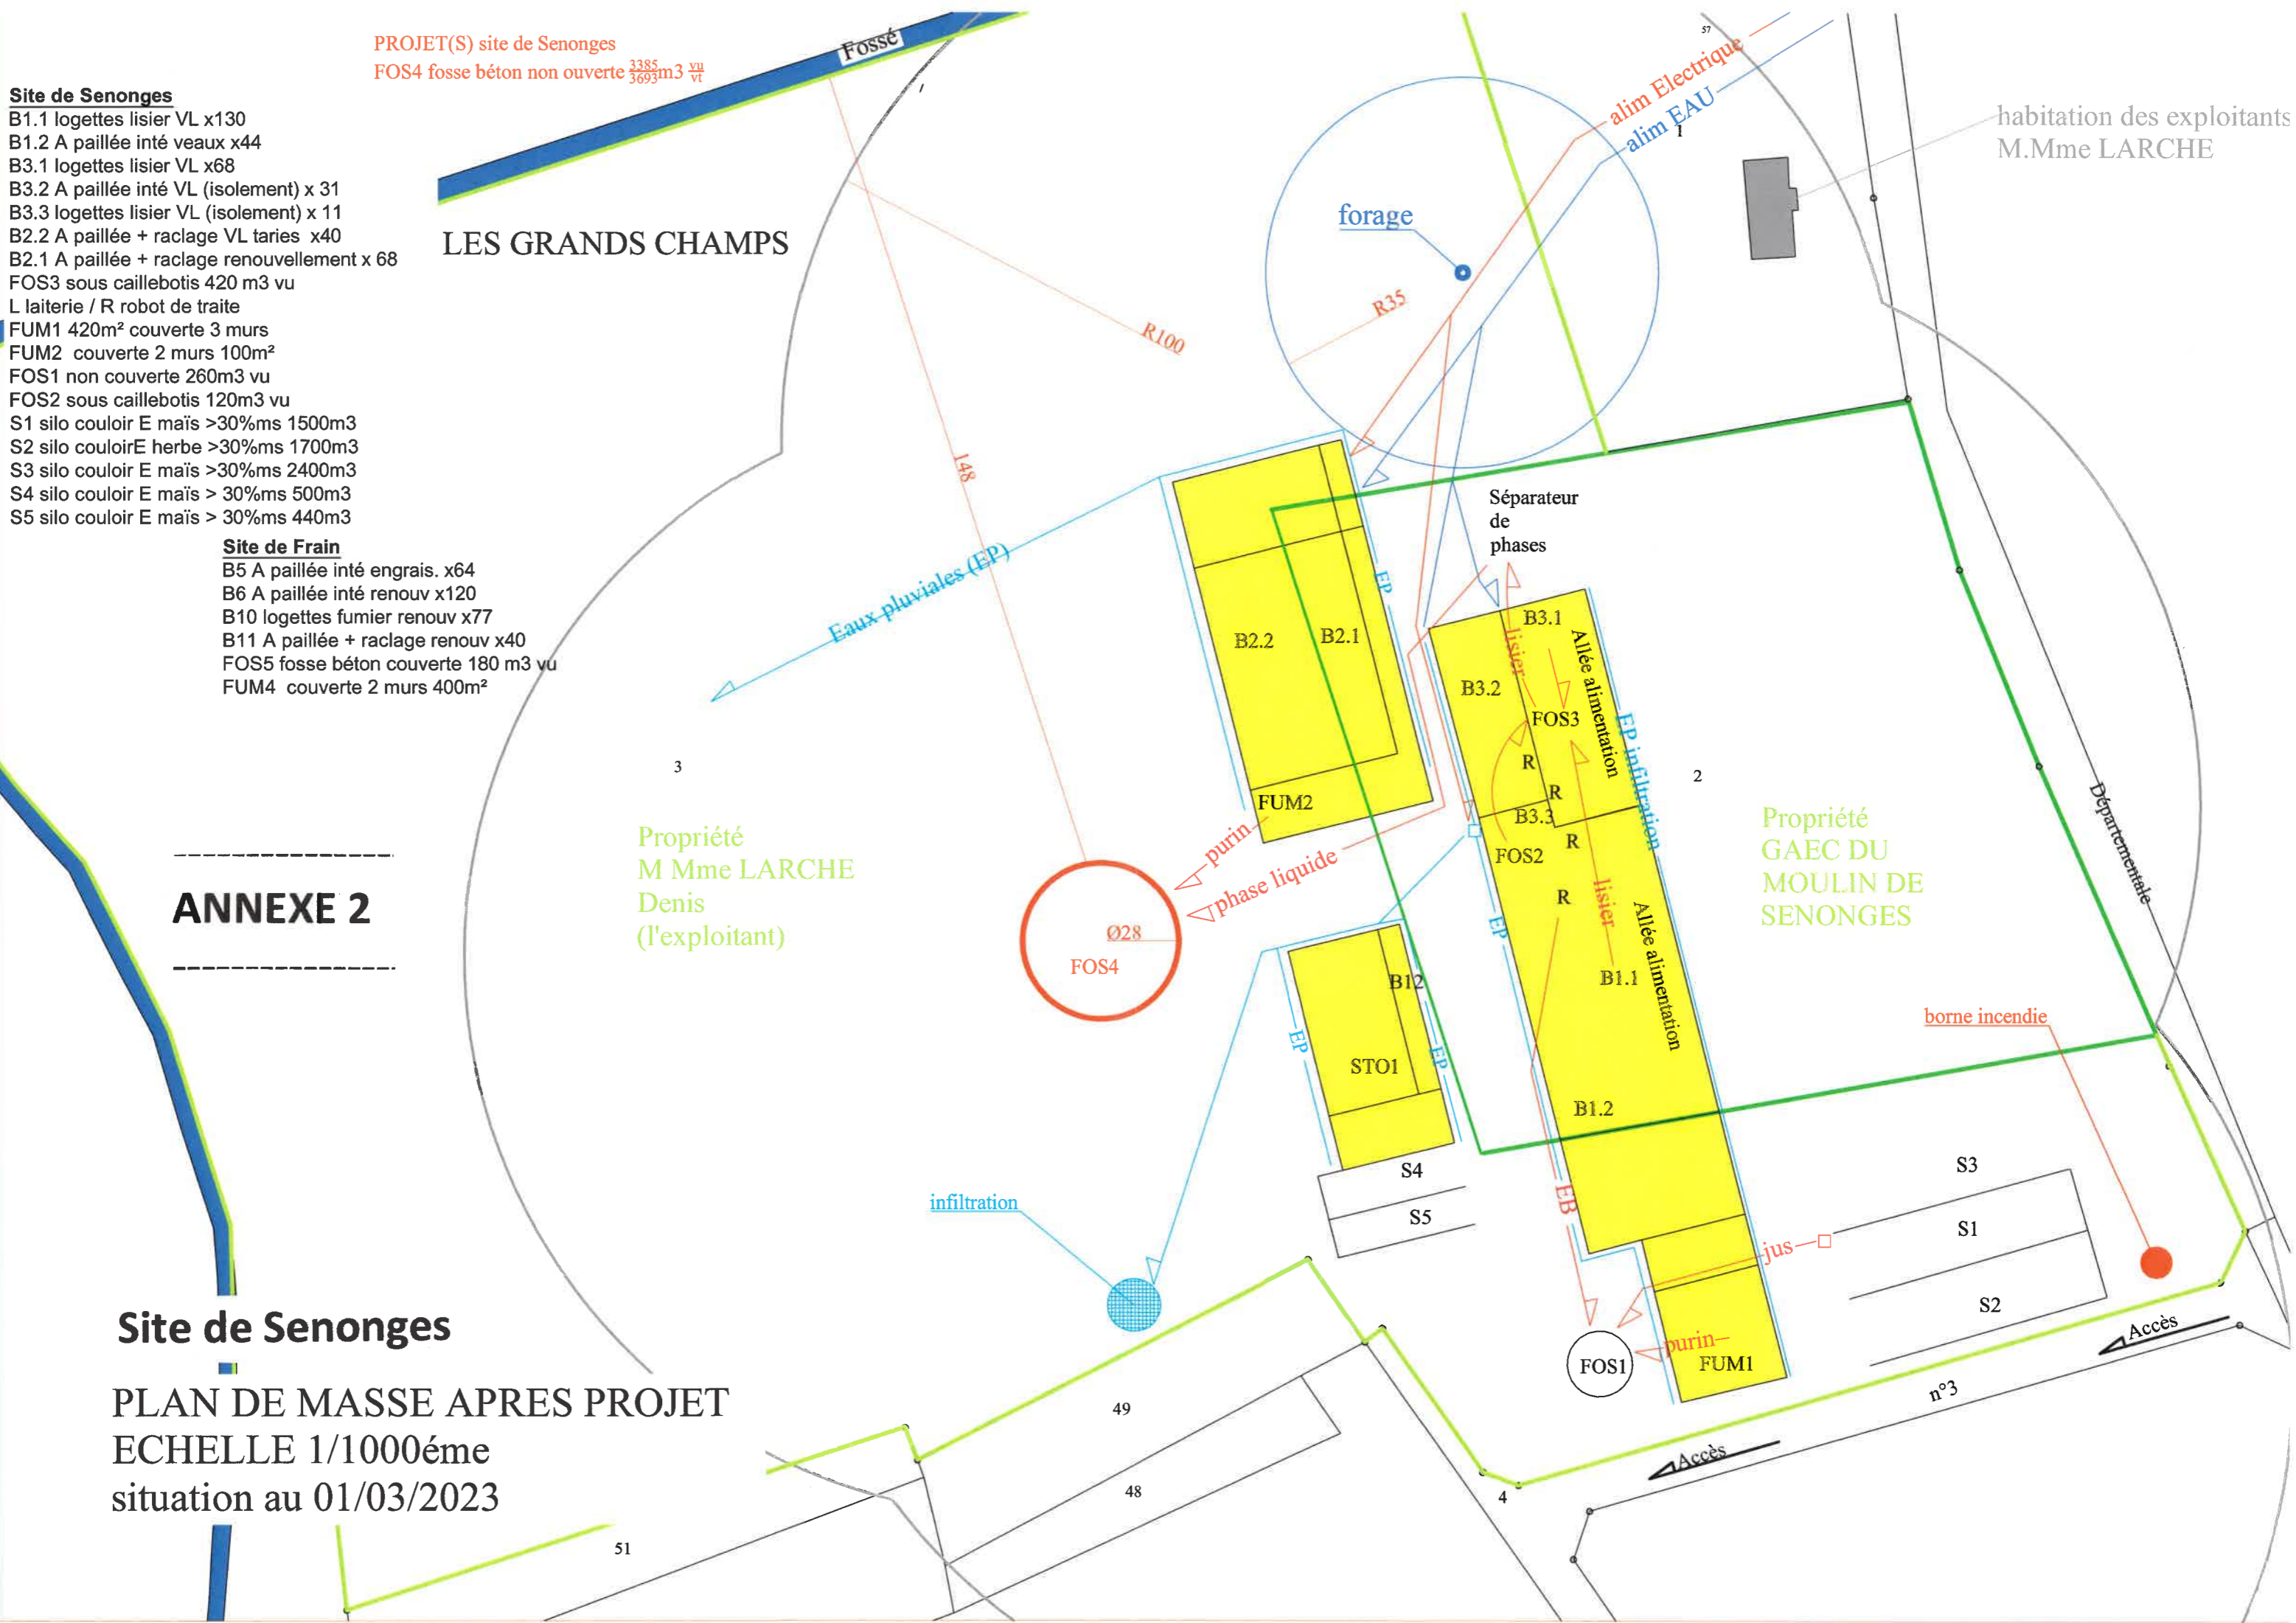 PROJET(S) site de Senonges
FOS4 fosse béton non ouverte 3385/3693m3 vu/vt
Fossé
Site de Senonges
B1.1 logettes lisier VL x130
B1.2 A paillée inté veaux x44
B3.1 logettes lisier VL x68
B3.2 A paillée inté VL (isolement) x 31
B3.3 logettes lisier VL (isolement) x 11
B2.2 A paillée + raclage VL taries x40
B2.1 A paillée + raclage renouvellement x 68
FOS3 sous caillebotis 420 m3 vu
L laiterie / R robot de traite
FUM1 420m² couverte 3 murs
FUM2 couverte 2 murs 100m²
FOS1 non couverte 260m3 vu
FOS2 sous caillebotis 120m3 vu
S1 silo couloir E maïs >30%ms 1500m3
S2 silo couloirE herbe >30%ms 1700m3
S3 silo couloir E maïs >30%ms 2400m3
S4 silo couloir E maïs > 30%ms 500m3
S5 silo couloir E maïs > 30%ms 440m3
Site de Frain
B5 A paillée inté engrais. x64
B6 A paillée inté renouv x120
B10 logettes fumier renouv x77
B11 A paillée + raclage renouv x40
FOS5 fosse béton couverte 180 m3 vu
FUM4 couverte 2 murs 400m²
LES GRANDS CHAMPS
57
alim Electrique
alim EAU
1
habitation des exploitants
M.Mme LARCHE
forage
R35
R100
148
Séparateur
de
phases
Eaux pluviales (EP)
EP
B2.2
B2.1
B3.1
lisier
Allée alimentation
B3.2
FOS3
EP infiltration
R
R
B3.3
R
FOS2
R
lisier
Allée alimentation
B1.1
B1.2
FUM2
purin
phase liquide
3
2
Propriété
M Mme LARCHE
Denis
(l'exploitant)
Propriété
GAEC DU
MOULIN DE
SENONGES
Départementale
ANNEXE 2
Ø28
FOS4
EP
B12
EP
EP
STO1
borne incendie
infiltration
S4
S5
EB
S3
S1
S2
jus
purin
FOS1
FUM1
Accès
n°3
Accès
Site de Senonges
PLAN DE MASSE APRES PROJET
ECHELLE 1/1000éme
situation au 01/03/2023
49
48
4
51